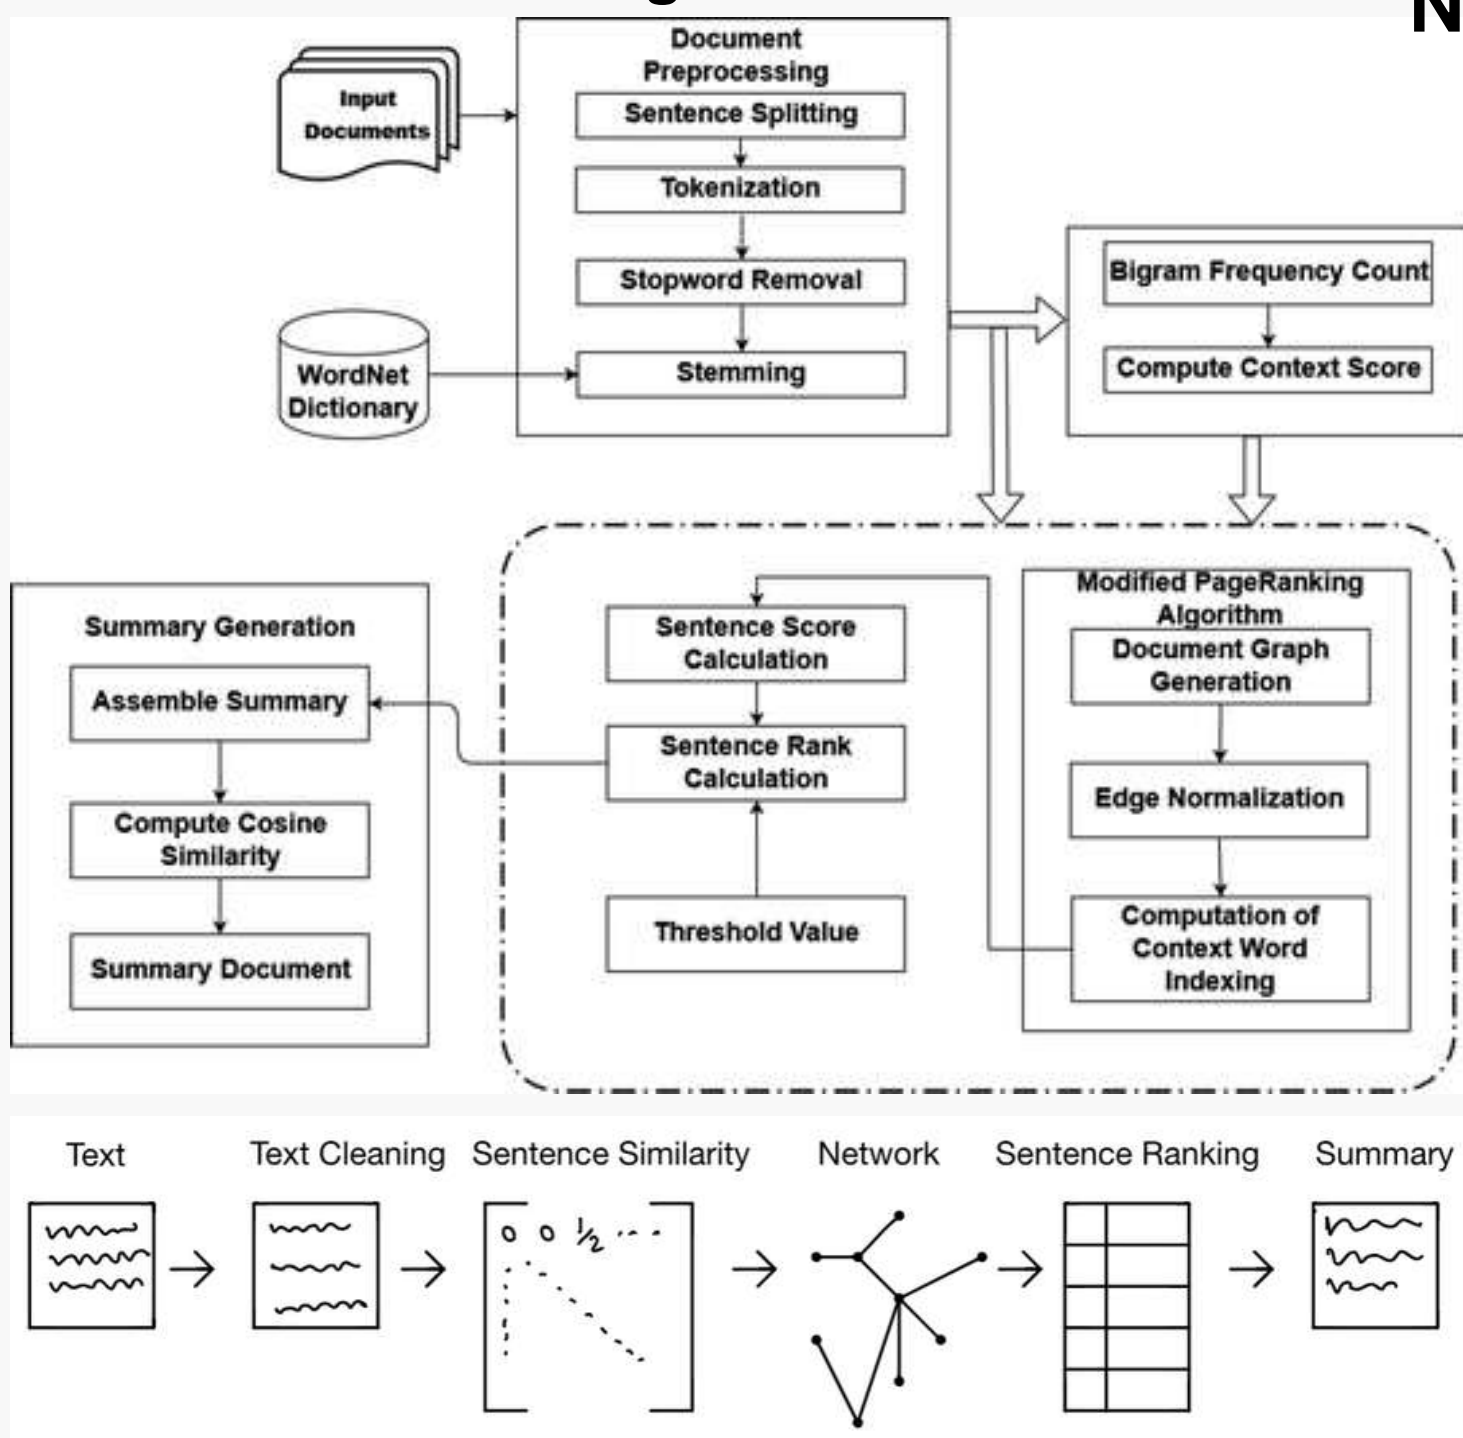 N
Document
Preprocessing
Input
Documents
Sentence Splitting
Tokenization
Stopword Removal
Stemming
WordNet
Dictionary
Bigram Frequency Count
Compute Context Score
Modified PageRanking
Algorithm
Document Graph
Generation
Edge Normalization
Computation of
Context Word
Indexing
Sentence Score
Calculation
Sentence Rank
Calculation
Threshold Value
Summary Generation
Assemble Summary
Compute Cosine
Similarity
Summary Document
Text
Text Cleaning
Sentence Similarity
Network
Sentence Ranking
Summary
0 0 1/2